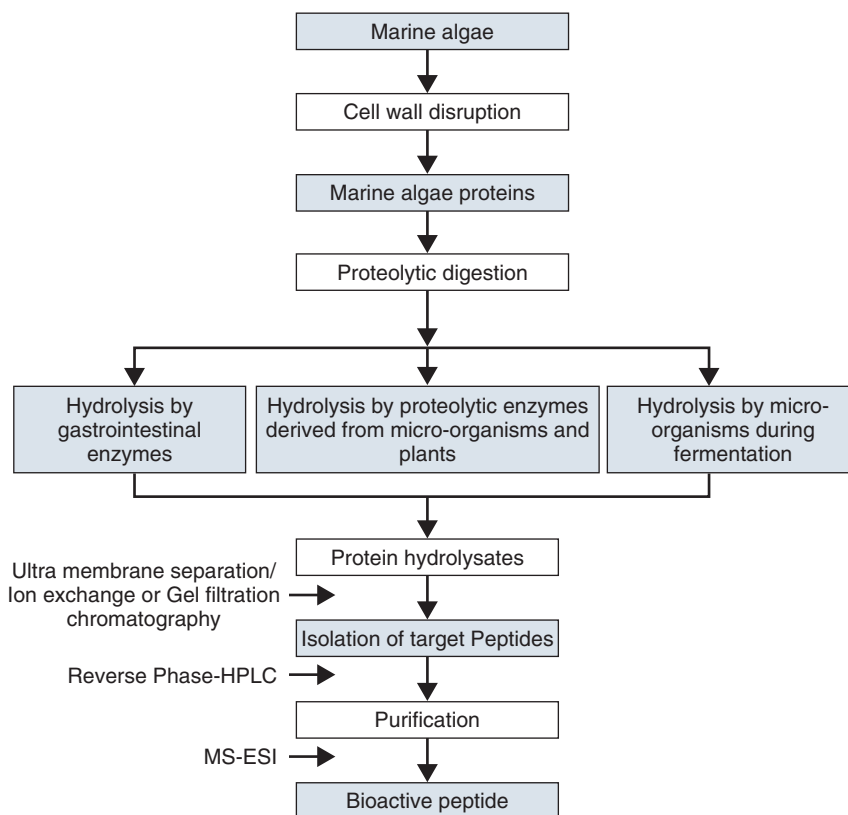 Marine algae
Cell wall disruption
Marine algae proteins
Proteolytic digestion
Hydrolysis by
gastrointestinal
enzymes
Hydrolysis by proteolytic enzymes
derived from micro-organisms and
plants
Hydrolysis by micro-
organisms during
fermentation
Protein hydrolysates
Ultra membrane separation/
Ion exchange or Gel filtration
chromatography
Isolation of target Peptides
Reverse Phase-HPLC
Purification
MS-ESI
Bioactive peptide